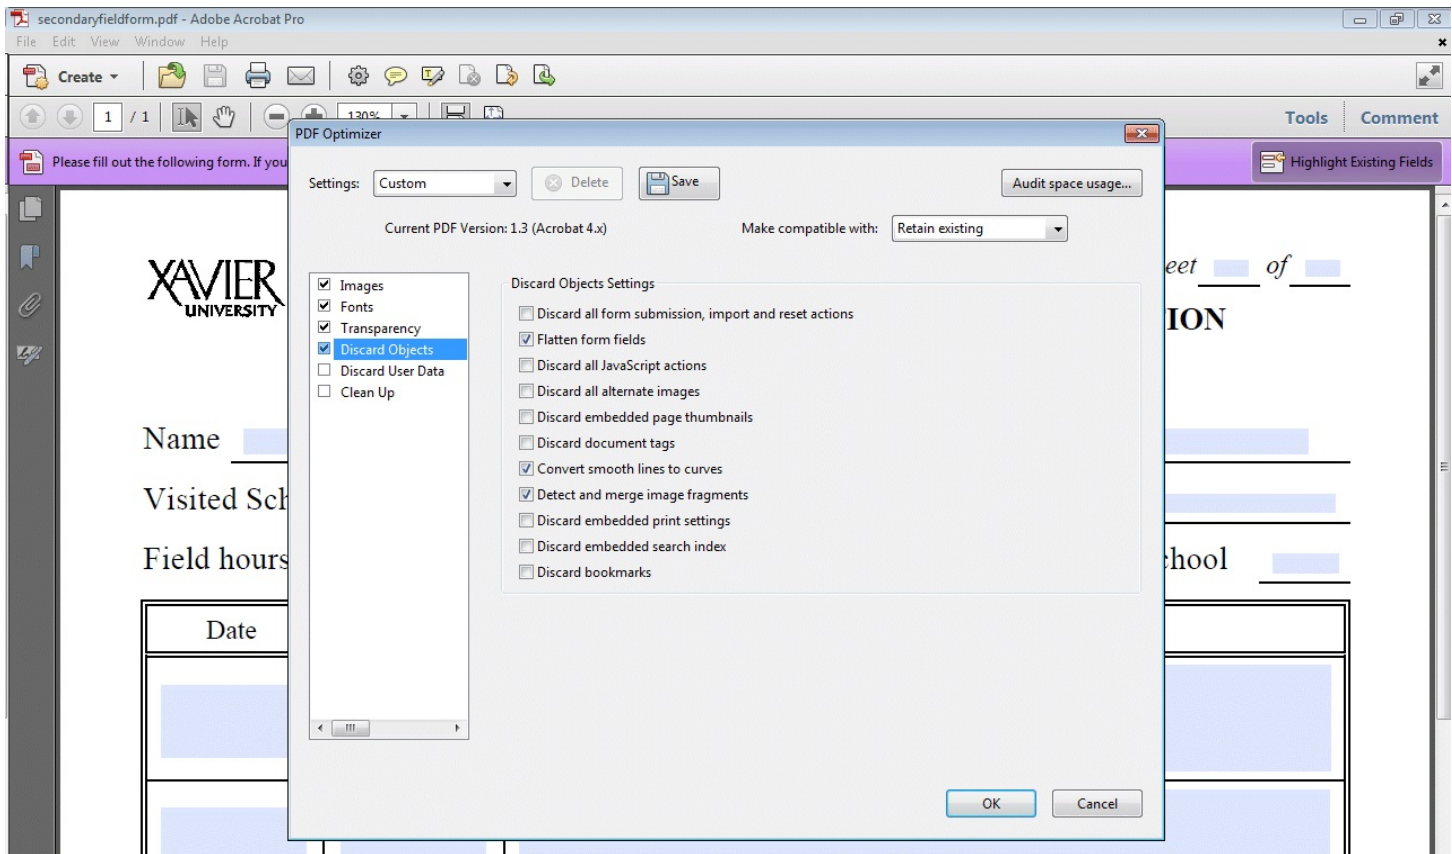 secondaryfieldform.pdf - Adobe Acrobat Pro
File Edit View Window Help
Create
1 / 1 130% Tools Comment
Please fill out the following form. If you
Highlight Existing Fields
PDF Optimizer
Settings: Custom Delete Save Audit space usage...
Current PDF Version: 1.3 (Acrobat 4.x) Make compatible with: Retain existing
Images
Fonts
Transparency
Discard Objects
Discard User Data
Clean Up
Discard Objects Settings
Discard all form submission, import and reset actions
Flatten form fields
Discard all JavaScript actions
Discard all alternate images
Discard embedded page thumbnails
Discard document tags
Convert smooth lines to curves
Detect and merge image fragments
Discard embedded print settings
Discard embedded search index
Discard bookmarks
OK Cancel
XAVIER
UNIVERSITY
eet of
ION
Name
Visited Sch
Field hours
chool
Date